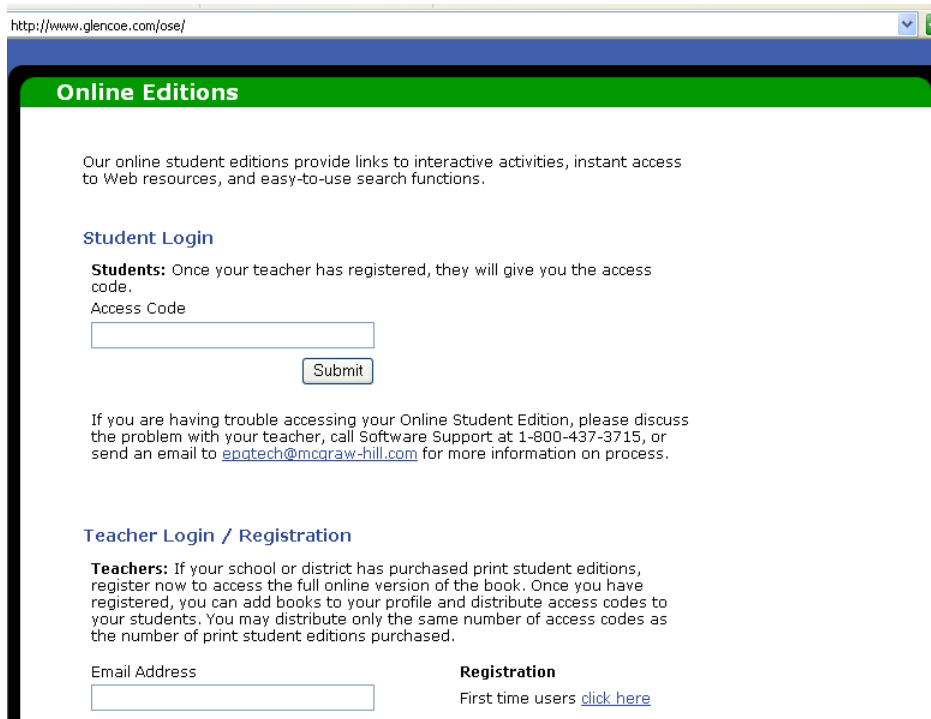 http://www.glencoe.com/ose/
Online Editions
Our online student editions provide links to interactive activities, instant access
to Web resources, and easy-to-use search functions.
Student Login
Students: Once your teacher has registered, they will give you the access
code.
Access Code
Submit
If you are having trouble accessing your Online Student Edition, please discuss
the problem with your teacher, call Software Support at 1-800-437-3715, or
send an email to epgtech@mcgraw-hill.com for more information on process.
Teacher Login / Registration
Teachers: If your school or district has purchased print student editions,
register now to access the full online version of the book. Once you have
registered, you can add books to your profile and distribute access codes to
your students. You may distribute only the same number of access codes as
the number of print student editions purchased.
Email Address
Registration
First time users click here